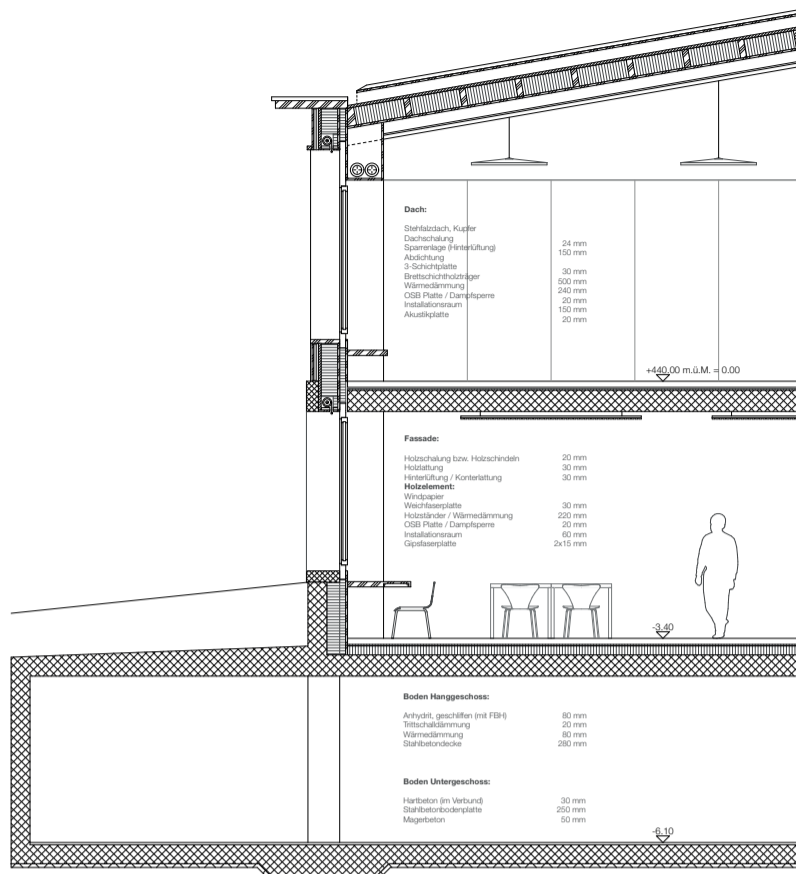 Dach:
Stehfalzdach, Kupfer
Dachschalung 24 mm
Sparrenlage (Hinterlüftung) 150 mm
Abdichtung
3-Schichtplatte 30 mm
Brettschichtholzträger 500 mm
Wärmedämmung 240 mm
OSB Platte / Dampfsperre 20 mm
Installationsraum 150 mm
Akustikplatte 20 mm
+440.00 m.ü.M. = 0.00
Fassade:
Holzschalung bzw. Holzschindeln 20 mm
Holzlattung 30 mm
Hinterlüftung / Konterlattung 30 mm
Holzelement:
Windpapier
Weichfaserplatte 30 mm
Holzständer / Wärmedämmung 220 mm
OSB Platte / Dampfsperre 20 mm
Installationsraum 60 mm
Gipsfaserplatte 2x15 mm
-3.40
Boden Hanggeschoss:
Anhydrit, geschliffen (mit FBH) 80 mm
Trittschalldämmung 20 mm
Wärmedämmung 80 mm
Stahlbetondecke 280 mm
Boden Untergeschoss:
Hartbeton (im Verbund) 30 mm
Stahlbetonbodenplatte 250 mm
Magerbeton 50 mm
-6.10